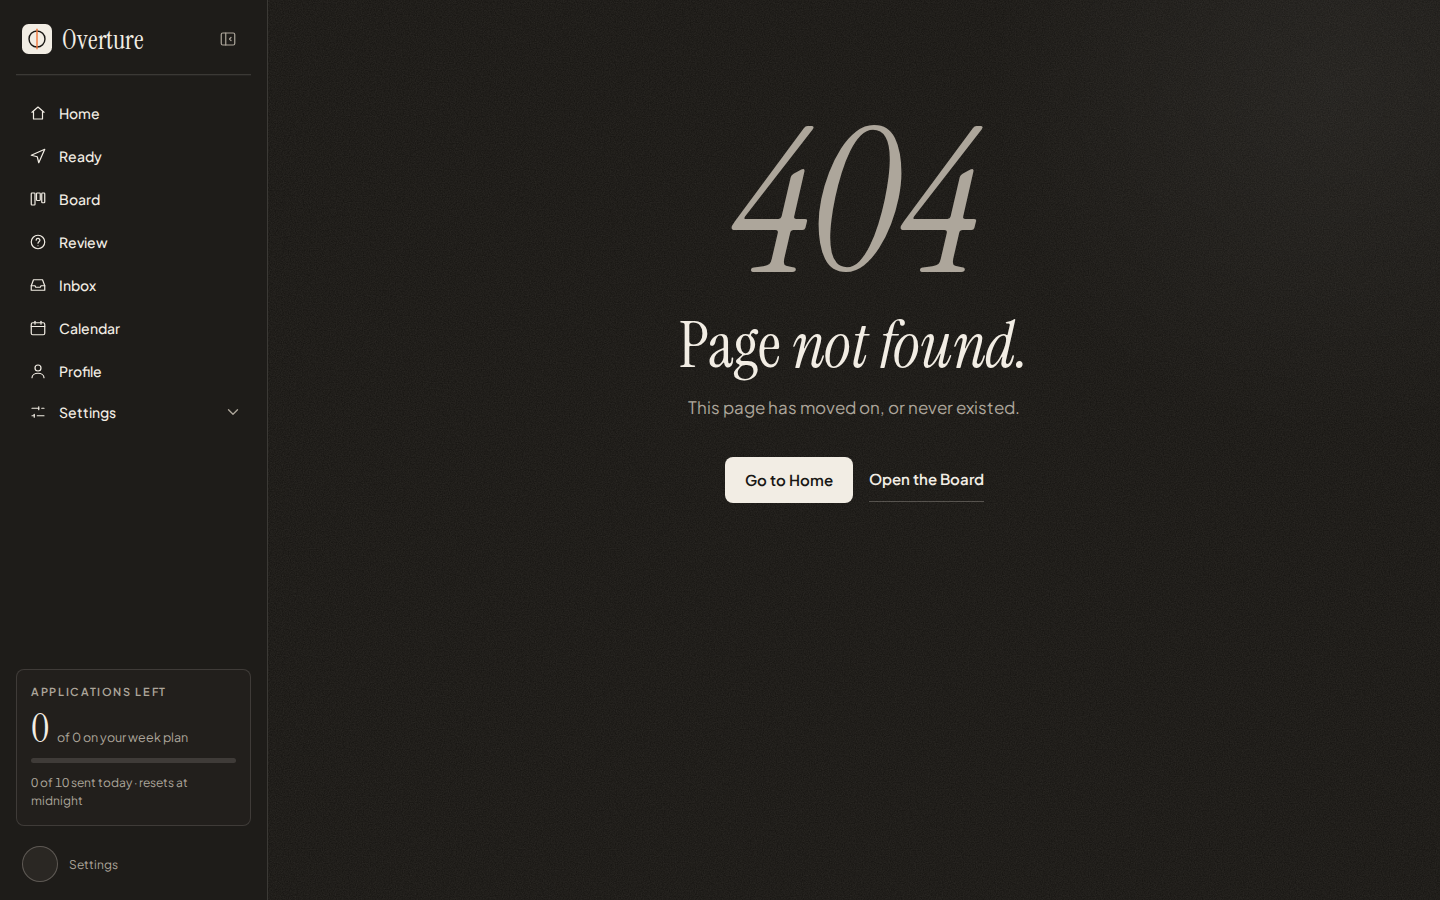 Overture
Home
Ready
Board
Review
Inbox
Calendar
Profile
Settings
APPLICATIONS LEFT
0 of 0 on your week plan
0 of 10 sent today · resets at
midnight
Settings
404
Page not found.
This page has moved on, or never existed.
Go to Home
Open the Board